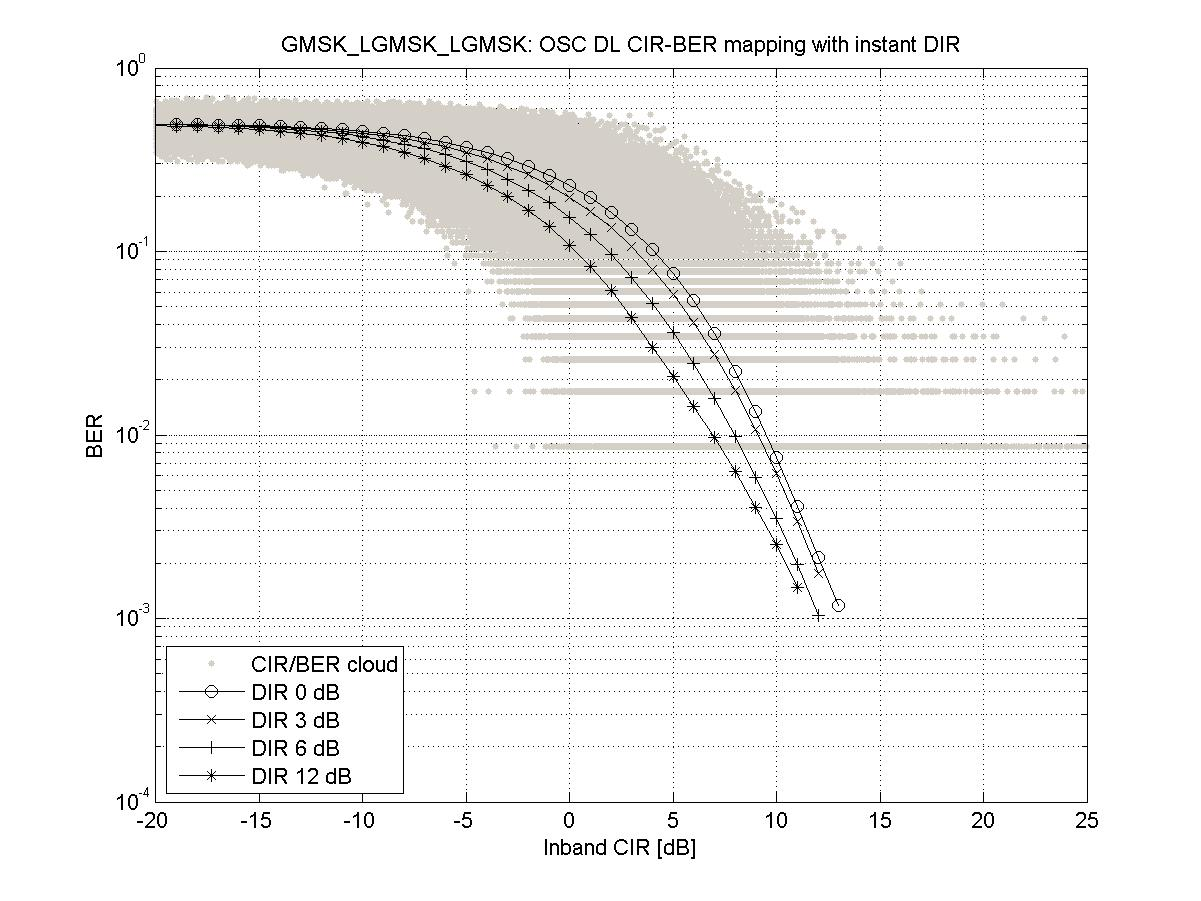 GMSK_LGMSK_LGMSK: OSC DL CIR-BER mapping with instant DIR
10^0
10^-1
10^-2
10^-3
10^-4
BER
CIR/BER cloud
DIR 0 dB
DIR 3 dB
DIR 6 dB
DIR 12 dB
-20 -15 -10 -5 0 5 10 15 20 25
Inband CIR [dB]